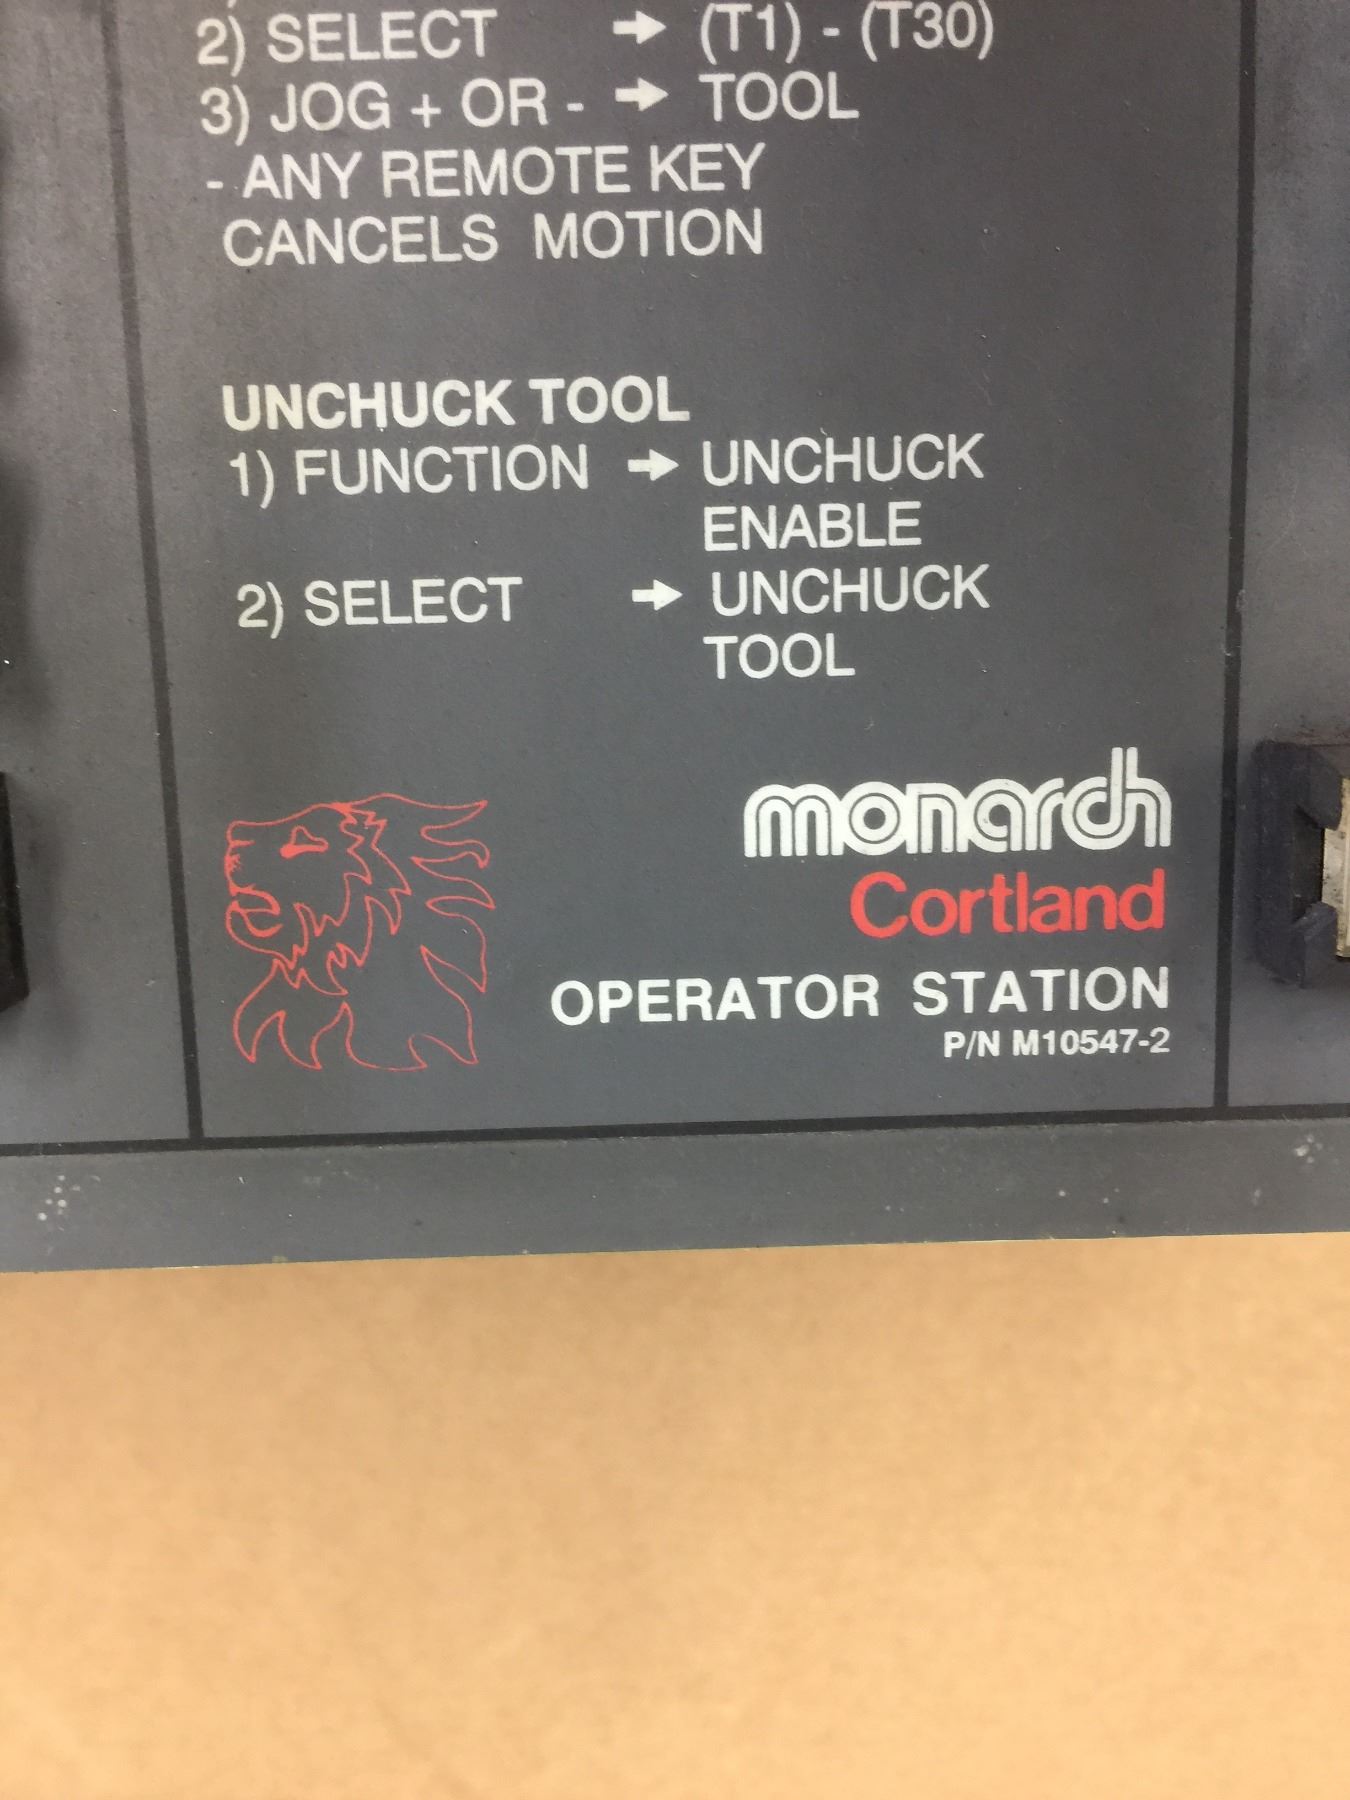 2) SELECT → (T1) - (T30)
3) JOG + OR - → TOOL
- ANY REMOTE KEY
CANCELS MOTION
UNCHUCK TOOL
1) FUNCTION → UNCHUCK
ENABLE
2) SELECT → UNCHUCK
TOOL
monarch
Cortland
OPERATOR STATION
P/N M10547-2